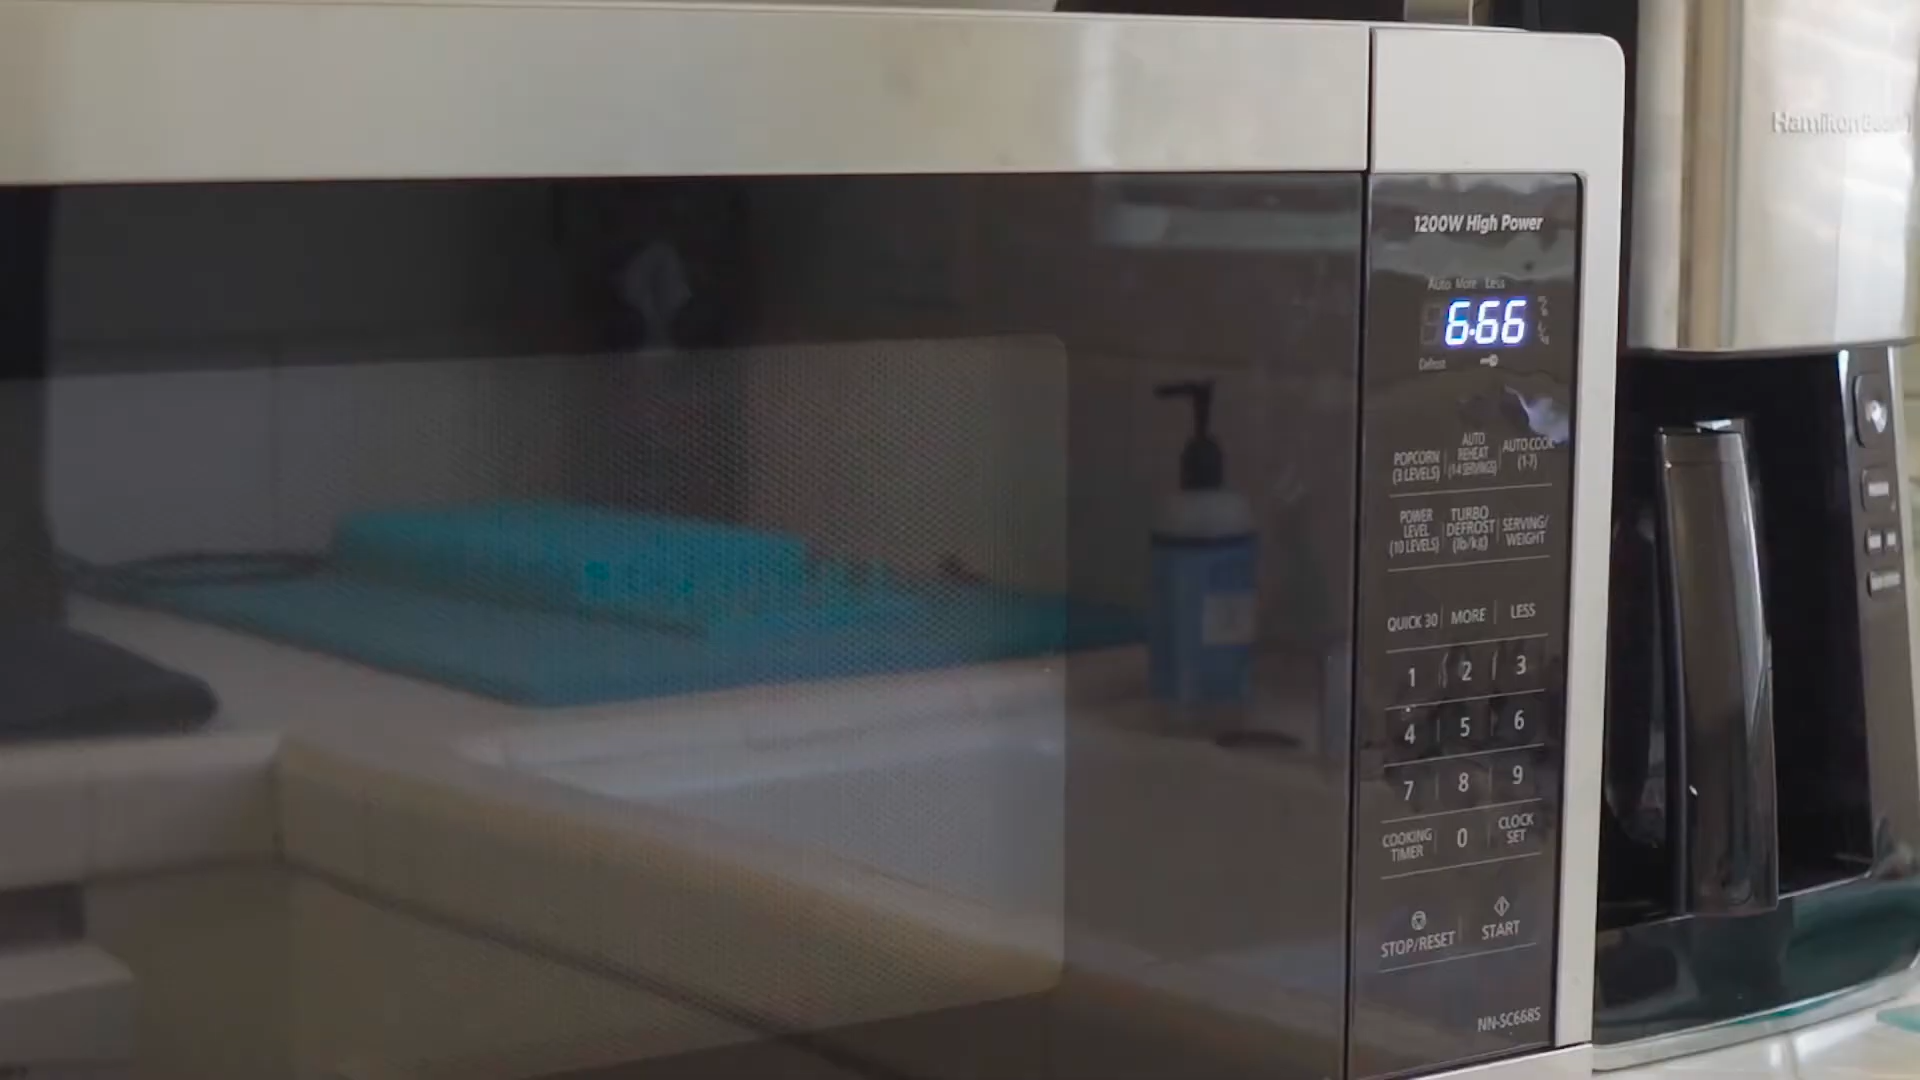 Hamilton Beach
1200W High Power
Auto More Less
6:66
Defrost
POPCORN
(3 LEVELS)
AUTO
REHEAT
(1-4 SERVINGS)
AUTO COOK
(1-7)
POWER
LEVEL
(10 LEVELS)
TURBO
DEFROST
(lb/kg)
SERVING/
WEIGHT
QUICK 30 MORE LESS
1 2 3
4 5 6
7 8 9
COOKING
TIMER
0
CLOCK
SET
STOP/RESET START
NN-SC668S